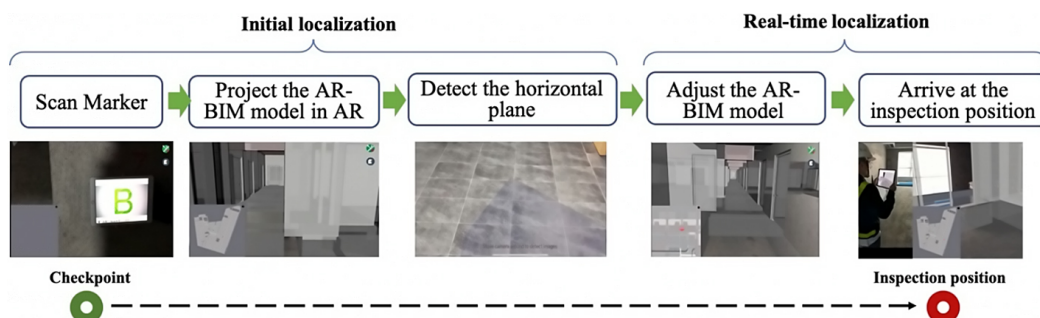 Initial localization
Real-time localization
Scan Marker
Project the AR-
BIM model in AR
Detect the horizontal
plane
Adjust the AR-
BIM model
Arrive at the
inspection position
B
Checkpoint
Inspection position